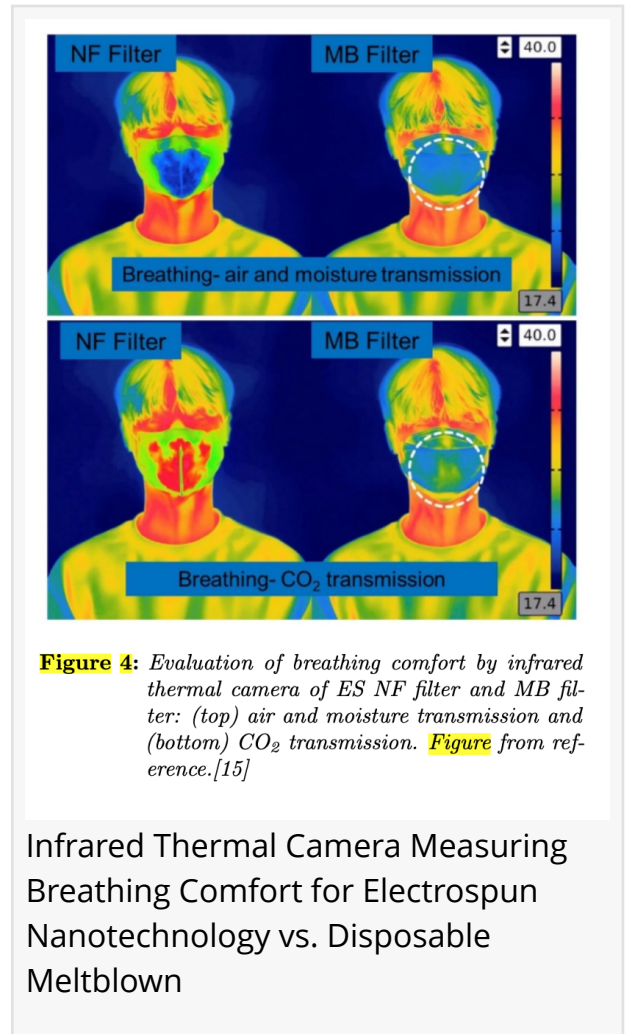 NF Filter MB Filter 40.0
Breathing- air and moisture transmission
17.4
NF Filter MB Filter 40.0
Breathing- CO₂ transmission
17.4
Figure 4: Evaluation of breathing comfort by infrared
thermal camera of ES NF filter and MB fil-
ter: (top) air and moisture transmission and
(bottom) CO₂ transmission. Figure from ref-
erence.[15]
Infrared Thermal Camera Measuring
Breathing Comfort for Electrospun
Nanotechnology vs. Disposable
Meltblown